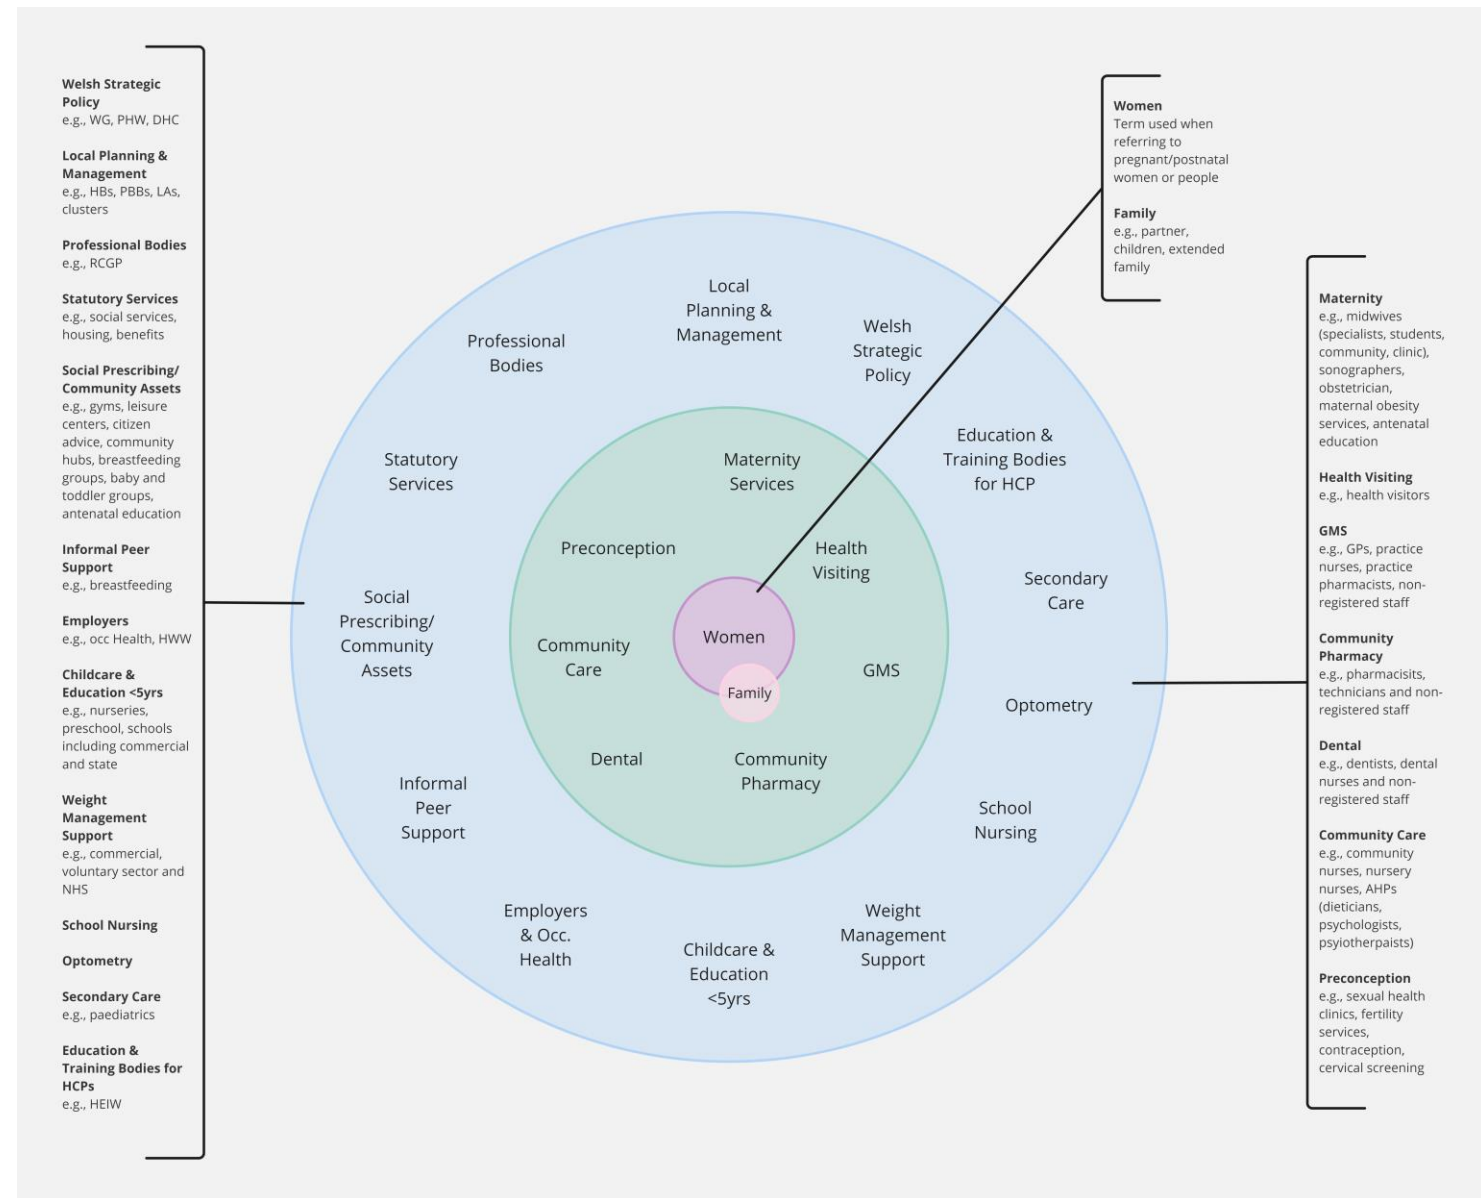 Welsh Strategic
Policy
e.g., WG, PHW, DHC
Local Planning &
Management
e.g., HBs, PBBs, LAs,
clusters
Professional Bodies
e.g., RCGP
Statutory Services
e.g., social services,
housing, benefits
Social Prescribing/
Community Assets
e.g., gyms, leisure
centers, citizen
advice, community
hubs, breastfeeding
groups, baby and
toddler groups,
antenatal education
Informal Peer
Support
e.g., breastfeeding
Employers
e.g., occ Health, HWW
Childcare &
Education <5yrs
e.g., nurseries,
preschool, schools
including commercial
and state
Weight
Management
Support
e.g., commercial,
voluntary sector and
NHS
School Nursing
Optometry
Secondary Care
e.g., paediatrics
Education &
Training Bodies for
HCPs
e.g., HEIW
Local
Planning &
Management
Welsh
Strategic
Policy
Professional
Bodies
Education &
Training Bodies
for HCP
Statutory
Services
Secondary
Care
Social
Prescribing/
Community
Assets
Optometry
Informal
Peer
Support
School
Nursing
Employers
& Occ.
Health
Weight
Management
Support
Childcare &
Education
<5yrs
Maternity
Services
Preconception
Health
Visiting
Community
Care
GMS
Dental
Community
Pharmacy
Women
Family
Women
Term used when
referring to
pregnant/postnatal
women or people
Family
e.g., partner,
children, extended
family
Maternity
e.g., midwives
(specialists, students,
community, clinic),
sonographers,
obstetrician,
maternal obesity
services, antenatal
education
Health Visiting
e.g., health visitors
GMS
e.g., GPs, practice
nurses, practice
pharmacists, non-
registered staff
Community
Pharmacy
e.g., pharmacisits,
technicians and non-
registered staff
Dental
e.g., dentists, dental
nurses and non-
registered staff
Community Care
e.g., community
nurses, nursery
nurses, AHPs
(dieticians,
psychologists,
psyiotherpaists)
Preconception
e.g., sexual health
clinics, fertility
services,
contraception,
cervical screening